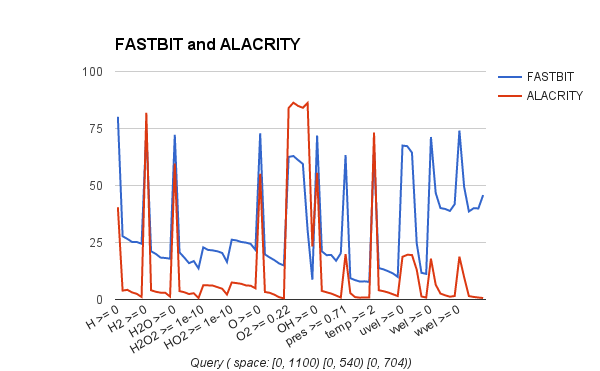 FASTBIT and ALACRITY
100
75
50
25
0
FASTBIT
ALACRITY
H >= 0
H2 >= 0
H2O >= 0
H2O2 >= 1e-10
HO2 >= 1e-10
O >= 0
O2 >= 0.22
OH >= 0
pres >= 0.71
temp >= 2
uvel >= 0
vvel >= 0
wvel >= 0
Query ( space: [0, 1100) [0, 540) [0, 704))